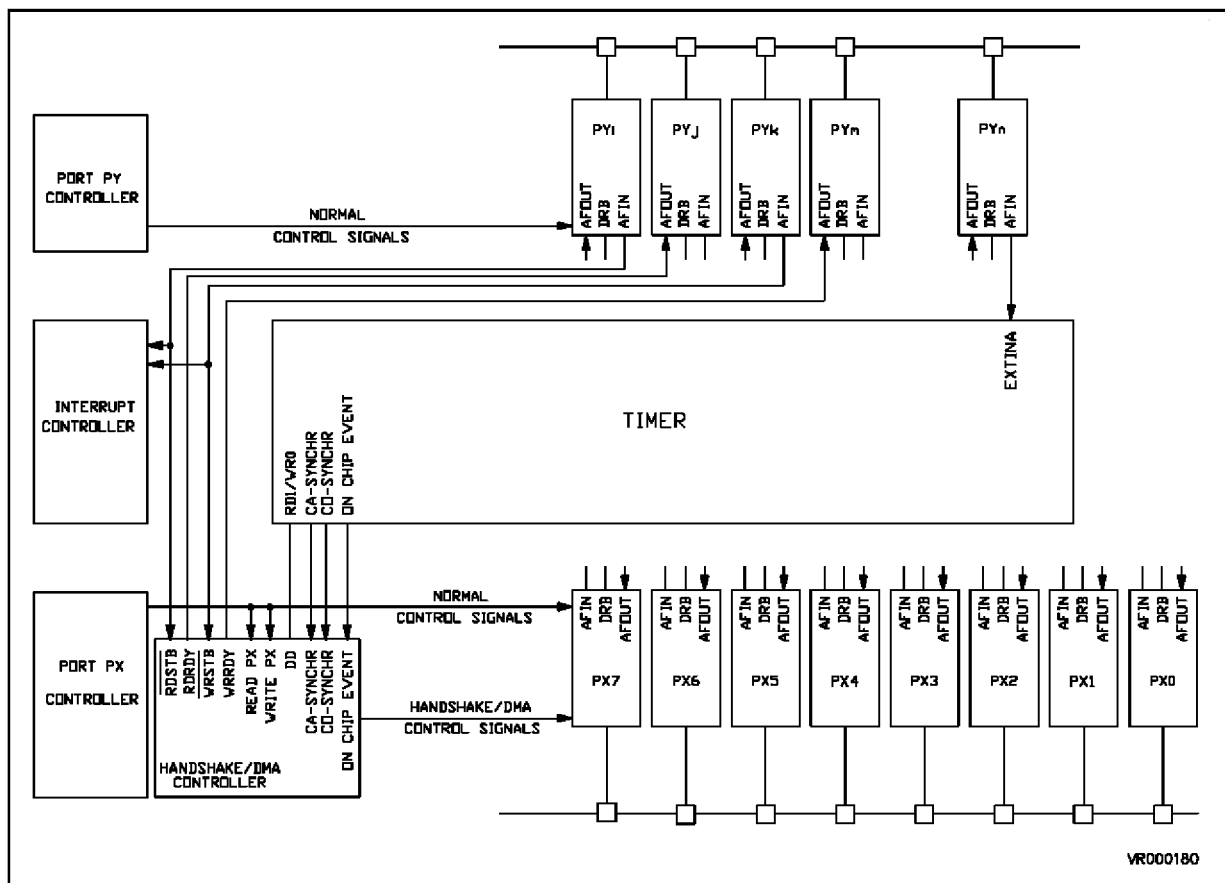 PYi
PYj
PYk
PYm
PYn
AFOUT
DRB
AFIN
AFOUT
DRB
AFIN
AFOUT
DRB
AFIN
AFOUT
DRB
AFIN
AFOUT
DRB
AFIN
PORT PY
CONTROLLER
NORMAL
CONTROL SIGNALS
INTERRUPT
CONTROLLER
EXTINA
TIMER
RD1/WR0
CA-SYNCHR
CO-SYNCHR
ON CHIP EVENT
PORT PX
CONTROLLER
NORMAL
CONTROL SIGNALS
RDSTB
RDRDY
WRSTB
WRRDY
READ PX
WRITE PX
DD
CA-SYNCHR
CO-SYNCHR
ON CHIP EVENT
HANDSHAKE/DMA
CONTROLLER
HANDSHAKE/DMA
CONTROL SIGNALS
AFIN
DRB
AFOUT
AFIN
DRB
AFOUT
AFIN
DRB
AFOUT
AFIN
DRB
AFOUT
AFIN
DRB
AFOUT
AFIN
DRB
AFOUT
AFIN
DRB
AFOUT
AFIN
DRB
AFOUT
PX7
PX6
PX5
PX4
PX3
PX2
PX1
PX0
VR000180